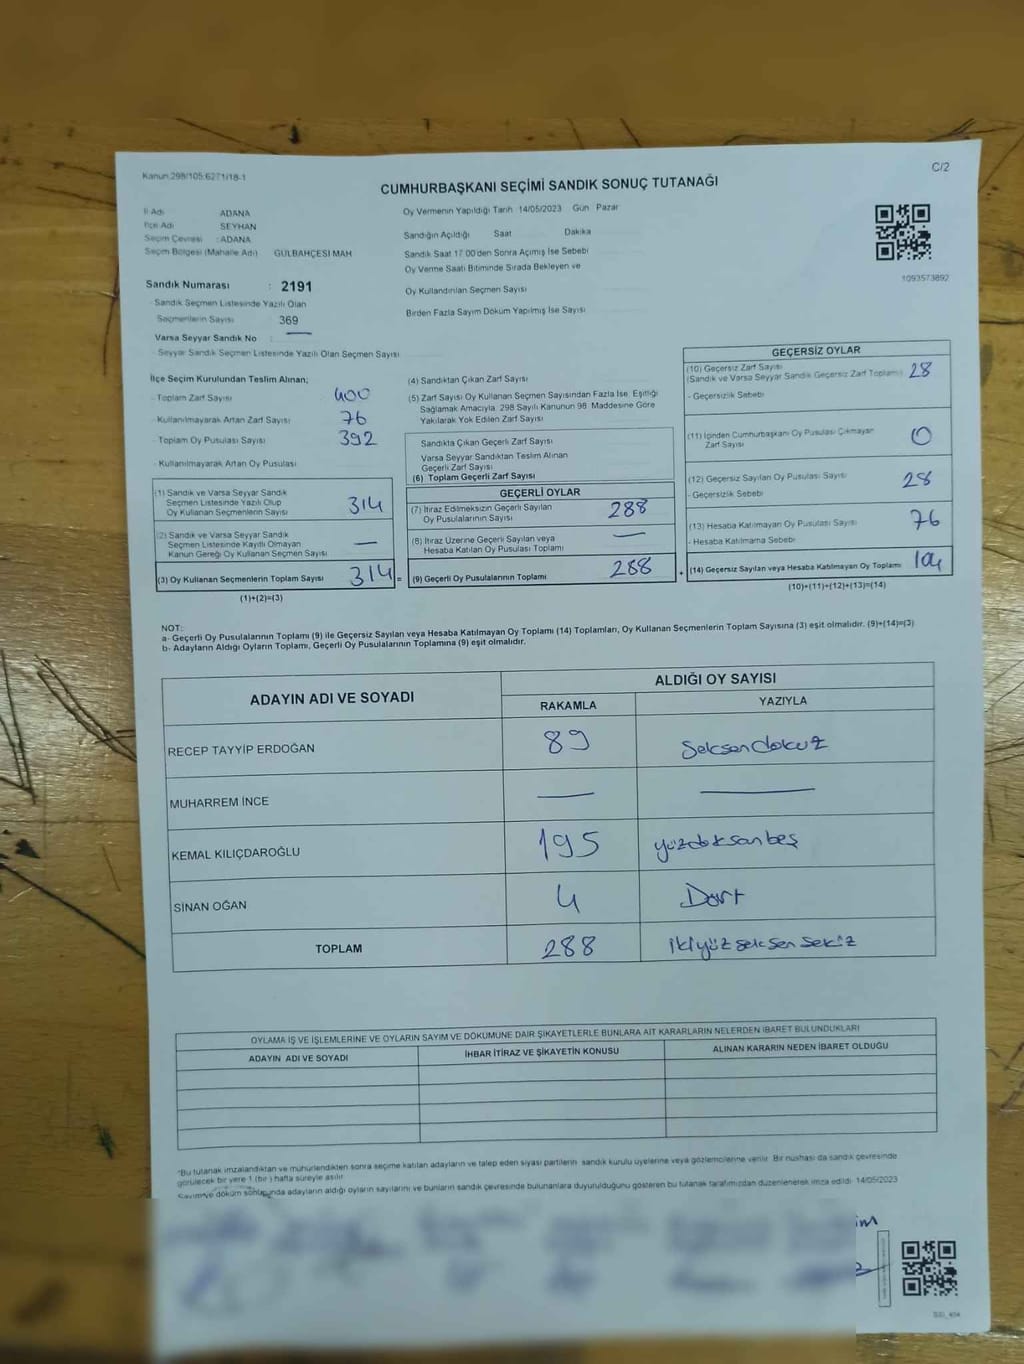 Kanun 298/105.6271/18-1
C/2
CUMHURBAŞKANI SEÇİMİ SANDIK SONUÇ TUTANAĞI
İl Adı ADANA
İlçe Adı SEYHAN
Seçim Çevresi : ADANA
Seçim Bölgesi (Mahalle Adı) GÜLBAHÇESİ MAH
Oy Vermenin Yapıldığı Tarih 14/05/2023 Gün Pazar
Sandığın Açıldığı Saat Dakika
Sandık Saat 17.00'den Sonra Açılmış İse Sebebi
Oy Verme Saati Bitiminde Sırada Bekleyen ve
Oy Kullandırılan Seçmen Sayısı
Birden Fazla Sayım Döküm Yapılmış İse Sayısı
1093573892
Sandık Numarası : 2191
- Sandık Seçmen Listesinde Yazılı Olan
Seçmenlerin Sayısı 369
Varsa Seyyar Sandık No : —
- Seyyar Sandık Seçmen Listesinde Yazılı Olan Seçmen Sayısı
İlçe Seçim Kurulundan Teslim Alınan;
- Toplam Zarf Sayısı 400
- Kullanılmayarak Artan Zarf Sayısı 76
- Toplam Oy Pusulası Sayısı 392
- Kullanılmayarak Artan Oy Pusulası
(1) Sandık ve Varsa Seyyar Sandık
Seçmen Listesinde Yazılı Olup
Oy Kullanan Seçmenlerin Sayısı 314
(2) Sandık ve Varsa Seyyar Sandık
Seçmen Listesinde Kayıtlı Olmayan
Kanun Gereği Oy Kullanan Seçmen Sayısı —
(3) Oy Kullanan Seçmenlerin Toplam Sayısı 314 =
(1)+(2)=(3)
(4) Sandıktan Çıkan Zarf Sayısı
(5) Zarf Sayısı Oy Kullanan Seçmen Sayısından Fazla İse, Eşitliği
Sağlamak Amacıyla, 298 Sayılı Kanunun 98. Maddesine Göre
Yakılarak Yok Edilen Zarf Sayısı
Sandıkta Çıkan Geçerli Zarf Sayısı
Varsa Seyyar Sandıktan Teslim Alınan
Geçerli Zarf Sayısı
(6) Toplam Geçerli Zarf Sayısı
GEÇERLİ OYLAR
(7) İtiraz Edilmeksizin Geçerli Sayılan
Oy Pusulalarının Sayısı 288
(8) İtiraz Üzerine Geçerli Sayılan veya
Hesaba Katılan Oy Pusulası Toplamı —
(9) Geçerli Oy Pusulalarının Toplamı 288 +
GEÇERSİZ OYLAR
(10) Geçersiz Zarf Sayısı
(Sandık ve Varsa Seyyar Sandık Geçersiz Zarf Toplamı) 28
- Geçersizlik Sebebi
(11) İçinden Cumhurbaşkanı Oy Pusulası Çıkmayan
Zarf Sayısı 0
(12) Geçersiz Sayılan Oy Pusulası Sayısı 28
- Geçersizlik Sebebi
(13) Hesaba Katılmayan Oy Pusulası Sayısı 76
- Hesaba Katılmama Sebebi
(14) Geçersiz Sayılan veya Hesaba Katılmayan Oy Toplamı 104
(10)+(11)+(12)+(13)=(14)
NOT:
a- Geçerli Oy Pusulalarının Toplamı (9) ile Geçersiz Sayılan veya Hesaba Katılmayan Oy Toplamı (14) Toplamları, Oy Kullanan Seçmenlerin Toplam Sayısına (3) eşit olmalıdır. (9)+(14)=(3)
b- Adayların Aldığı Oyların Toplamı, Geçerli Oy Pusulalarının Toplamına (9) eşit olmalıdır.
ADAYIN ADI VE SOYADI ALDIĞI OY SAYISI
RAKAMLA YAZIYLA
RECEP TAYYİP ERDOĞAN 89 Seksendokuz
MUHARREM İNCE — —
KEMAL KILIÇDAROĞLU 195 yüzdoksanbeş
SİNAN OĞAN 4 Dört
TOPLAM 288 ikiyüzseksensekiz
OYLAMA İŞ VE İŞLEMLERİNE VE OYLARIN SAYIM VE DÖKÜMÜNE DAİR ŞİKAYETLERLE BUNLARA AİT KARARLARIN NELERDEN İBARET BULUNDUKLARI
ADAYIN ADI VE SOYADI İHBAR İTİRAZ VE ŞİKAYETİN KONUSU ALINAN KARARIN NEDEN İBARET OLDUĞU
"Bu tutanak imzalandıktan ve mühürlendikten sonra seçime katılan adayların ve talep eden siyasi partilerin sandık kurulu üyelerine veya gözlemcilerine verilir. Bir nüshası da sandık çevresinde
görülecek bir yere 1 (bir) hafta süreyle asılır.
Sayım ve döküm sonucunda adayların aldığı oyların sayılarını ve bunların sandık çevresinde bulunanlara duyurulduğunu gösteren bu tutanak tarafımızdan düzenlenerek imza edildi. 14/05/2023